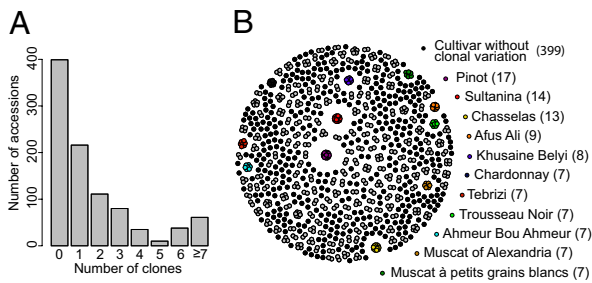 A
B
Number of accessions
0
100
200
300
400
0 1 2 3 4 5 6 ≥7
Number of clones
Cultivar without clonal variation (399)
Pinot (17)
Sultanina (14)
Chasselas (13)
Afus Ali (9)
Khusaine Belyi (8)
Chardonnay (7)
Tebrizi (7)
Trousseau Noir (7)
Ahmeur Bou Ahmeur (7)
Muscat of Alexandria (7)
Muscat à petits grains blancs (7)